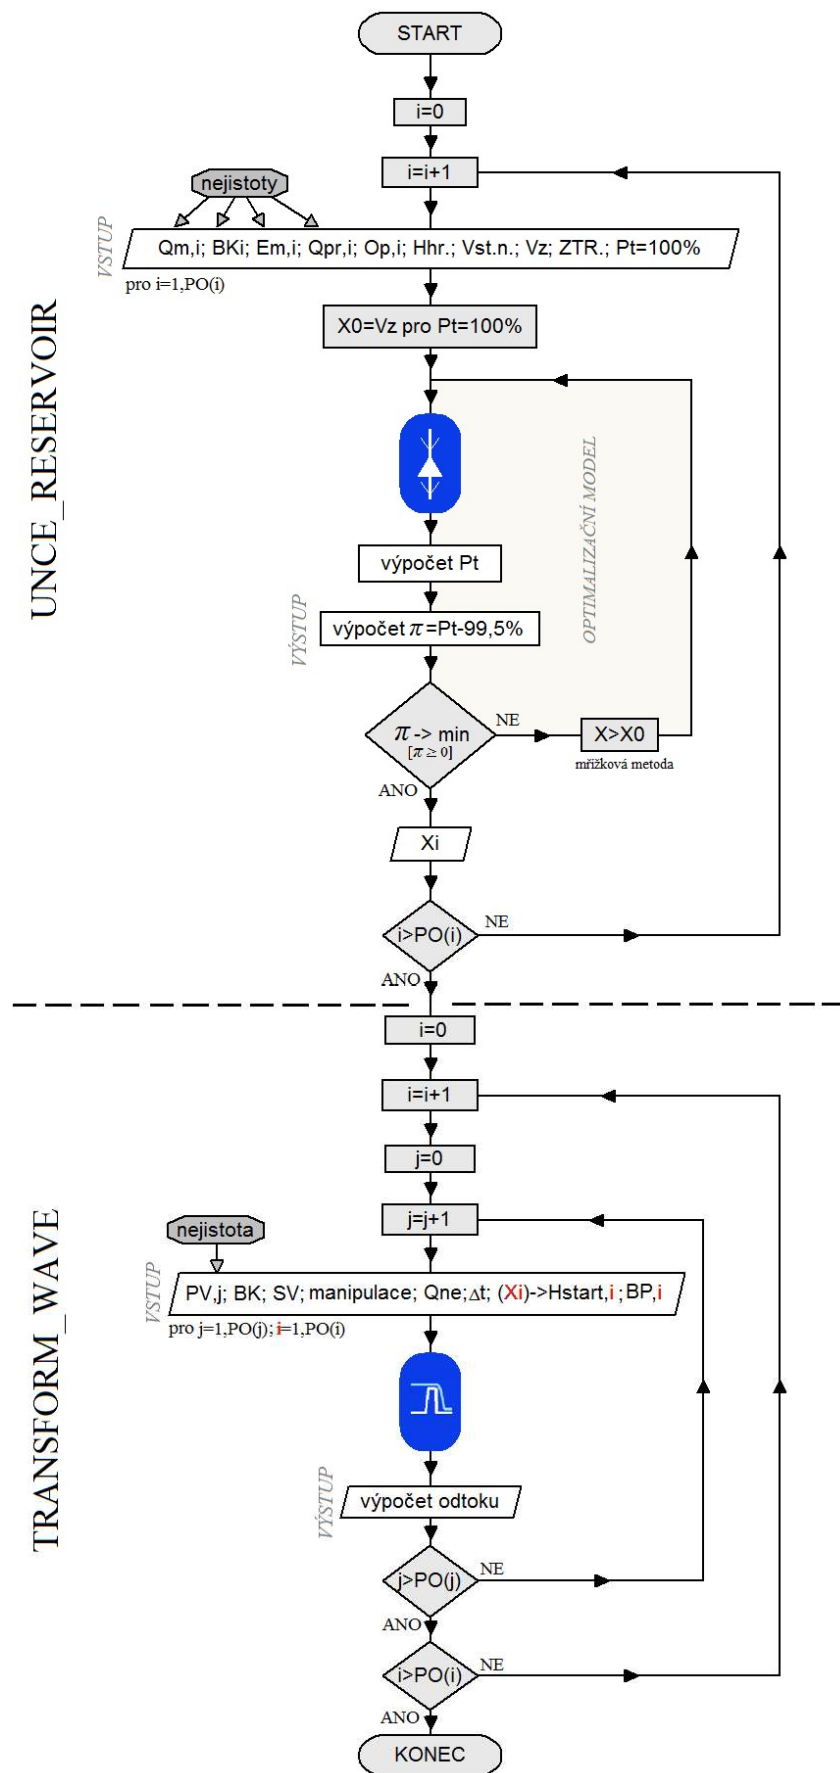 START
i=0
i=i+1
nejistoty
VSTUP
Qm,i; BKi; Em,i; Qpr,i; Op,i; Hhr.; Vst.n.; Vz; ZTR.; Pt=100%
pro i=1,PO(i)
UNCE_RESERVOIR
X0=Vz pro Pt=100%
OPTIMALIZAČNÍ MODEL
výpočet Pt
VÝSTUP
výpočet π=Pt-99,5%
π -> min
[π ≥ 0]
NE
X>X0
mřížková metoda
ANO
Xi
i>PO(i)
NE
ANO
i=0
i=i+1
j=0
j=j+1
nejistota
VSTUP
PV,j; BK; SV; manipulace; Qne;Δt; (Xi)->Hstart,i ; BP,i
pro j=1,PO(j); i=1,PO(i)
TRANSFORM_WAVE
VÝSTUP
výpočet odtoku
j>PO(j)
NE
ANO
i>PO(i)
NE
ANO
KONEC